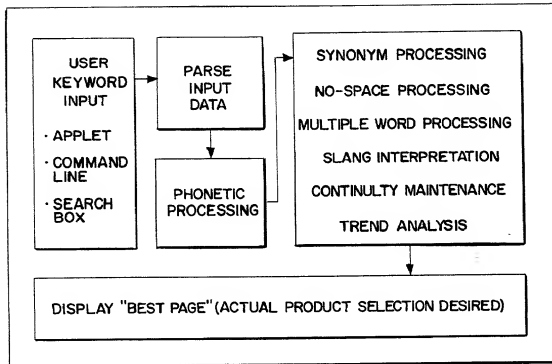 USER
KEYWORD
INPUT
· APPLET
· COMMAND
LINE
· SEARCH
BOX
PARSE
INPUT
DATA
PHONETIC
PROCESSING
SYNONYM PROCESSING
NO-SPACE PROCESSING
MULTIPLE WORD PROCESSING
SLANG INTERPRETATION
CONTINULTY MAINTENANCE
TREND ANALYSIS
DISPLAY "BEST PAGE" (ACTUAL PRODUCT SELECTION DESIRED)